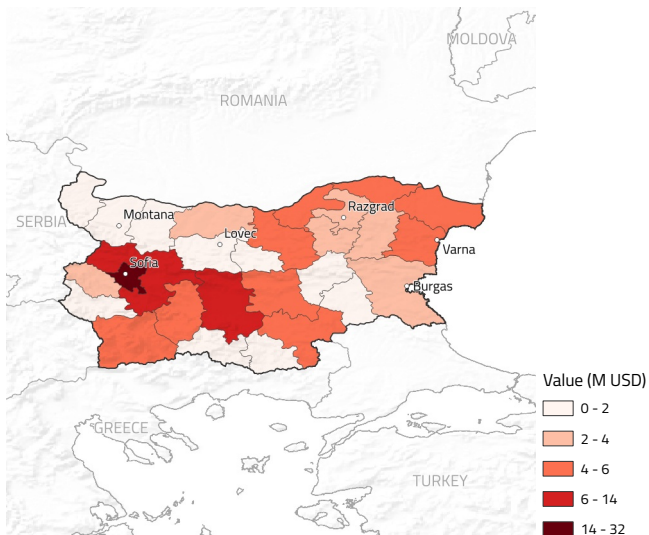 MOLDOVA
ROMANIA
Razgrad
Montana
SERBIA
Lovec
Varna
Sofia
Burgas
Value (M USD)
0 - 2
2 - 4
4 - 6
6 - 14
14 - 32
GREECE
TURKEY